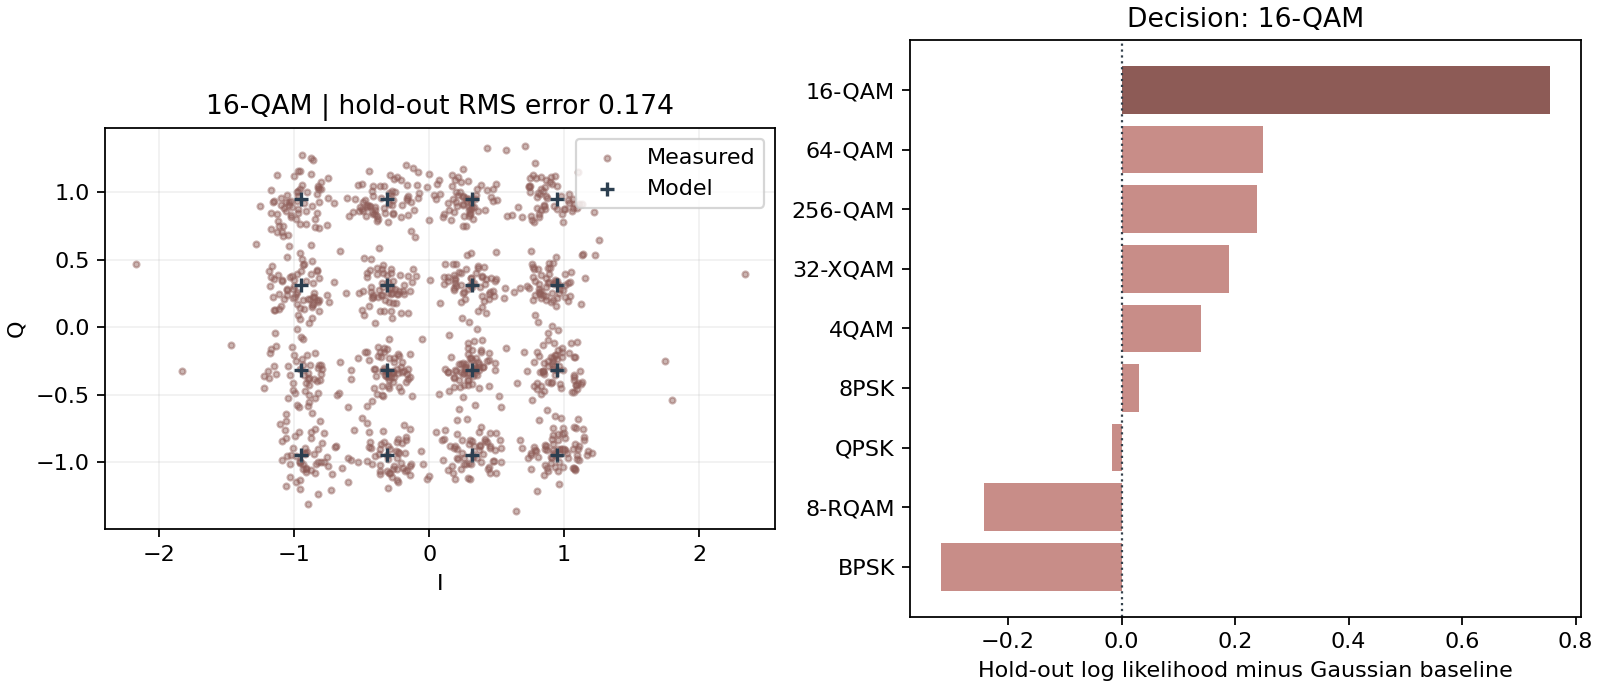 16-QAM | hold-out RMS error 0.174
Measured
Model
1.0
0.5
0.0
−0.5
−1.0
Q
−2
−1
0
1
2
I
Decision: 16-QAM
16-QAM
64-QAM
256-QAM
32-XQAM
4QAM
8PSK
QPSK
8-RQAM
BPSK
−0.2
0.0
0.2
0.4
0.6
0.8
Hold-out log likelihood minus Gaussian baseline